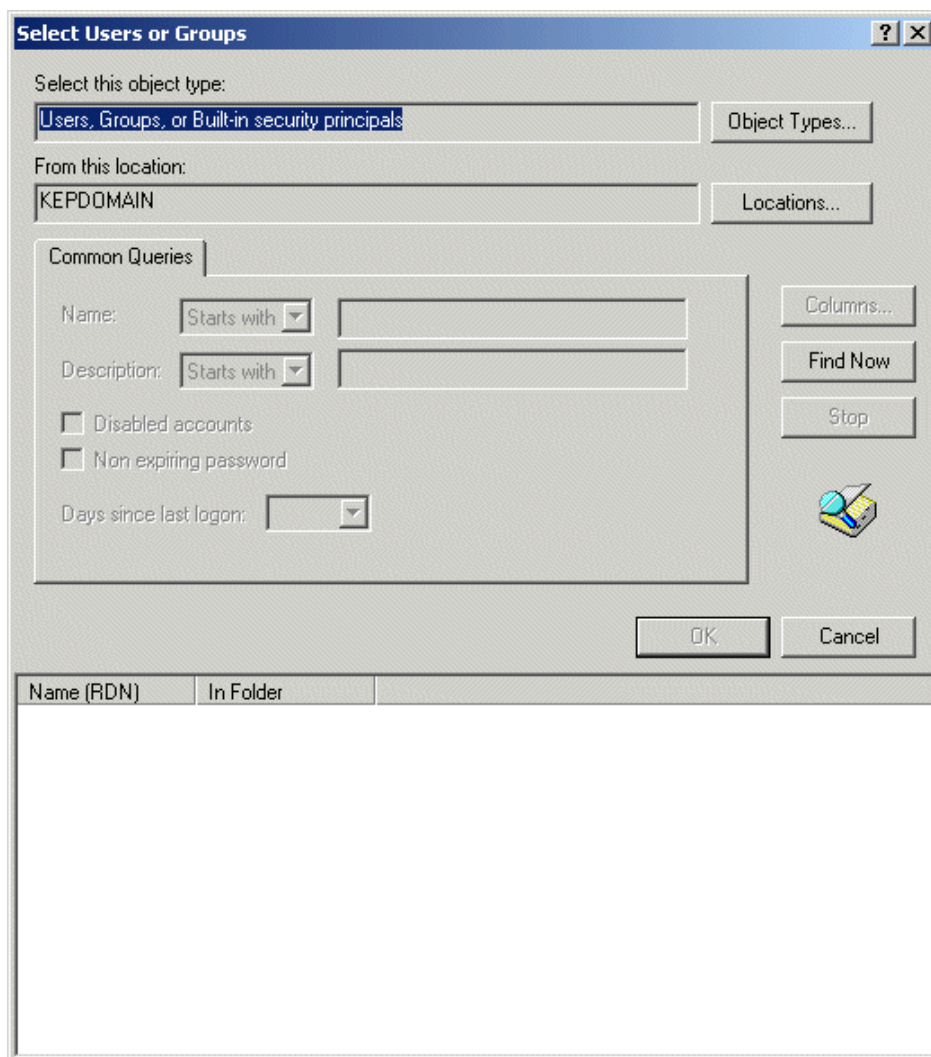 Select Users or Groups
Select this object type:
Users, Groups, or Built-in security principals
Object Types...
From this location:
KEPDOMAIN
Locations...
Common Queries
Name:
Starts with
Columns...
Description:
Starts with
Find Now
Disabled accounts
Stop
Non expiring password
Days since last logon:
OK
Cancel
Name (RDN)
In Folder